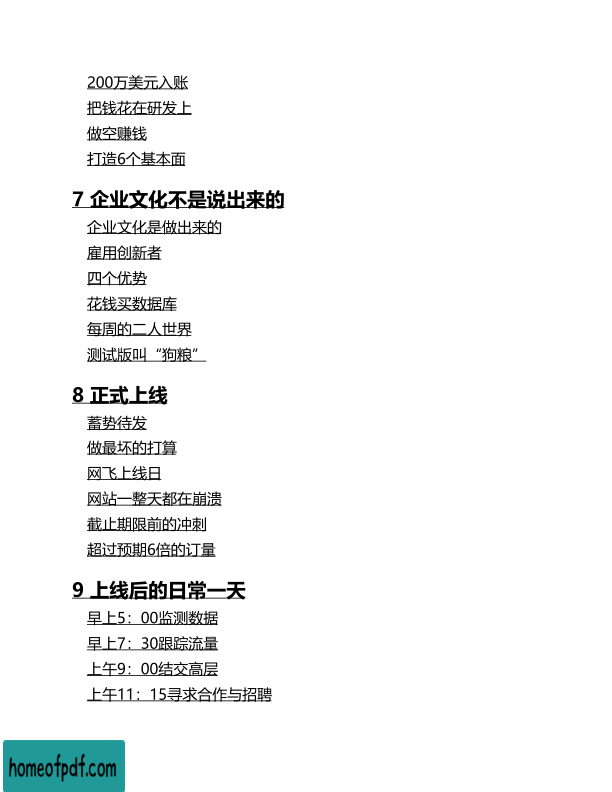 200万美元入账
把钱花在研发上
做空赚钱
打造6个基本面
7 企业文化不是说出来的
企业文化是做出来的
雇用创新者
四个优势
花钱买数据库
每周的二人世界
测试版叫“狗粮”
8 正式上线
蓄势待发
做最坏的打算
网飞上线日
网站一整天都在崩溃
截止期限前的冲刺
超过预期6倍的订量
9 上线后的日常一天
早上5：00监测数据
早上7：30跟踪流量
上午9：00结交高层
上午11：15寻求合作与招聘
homeofpdf.com